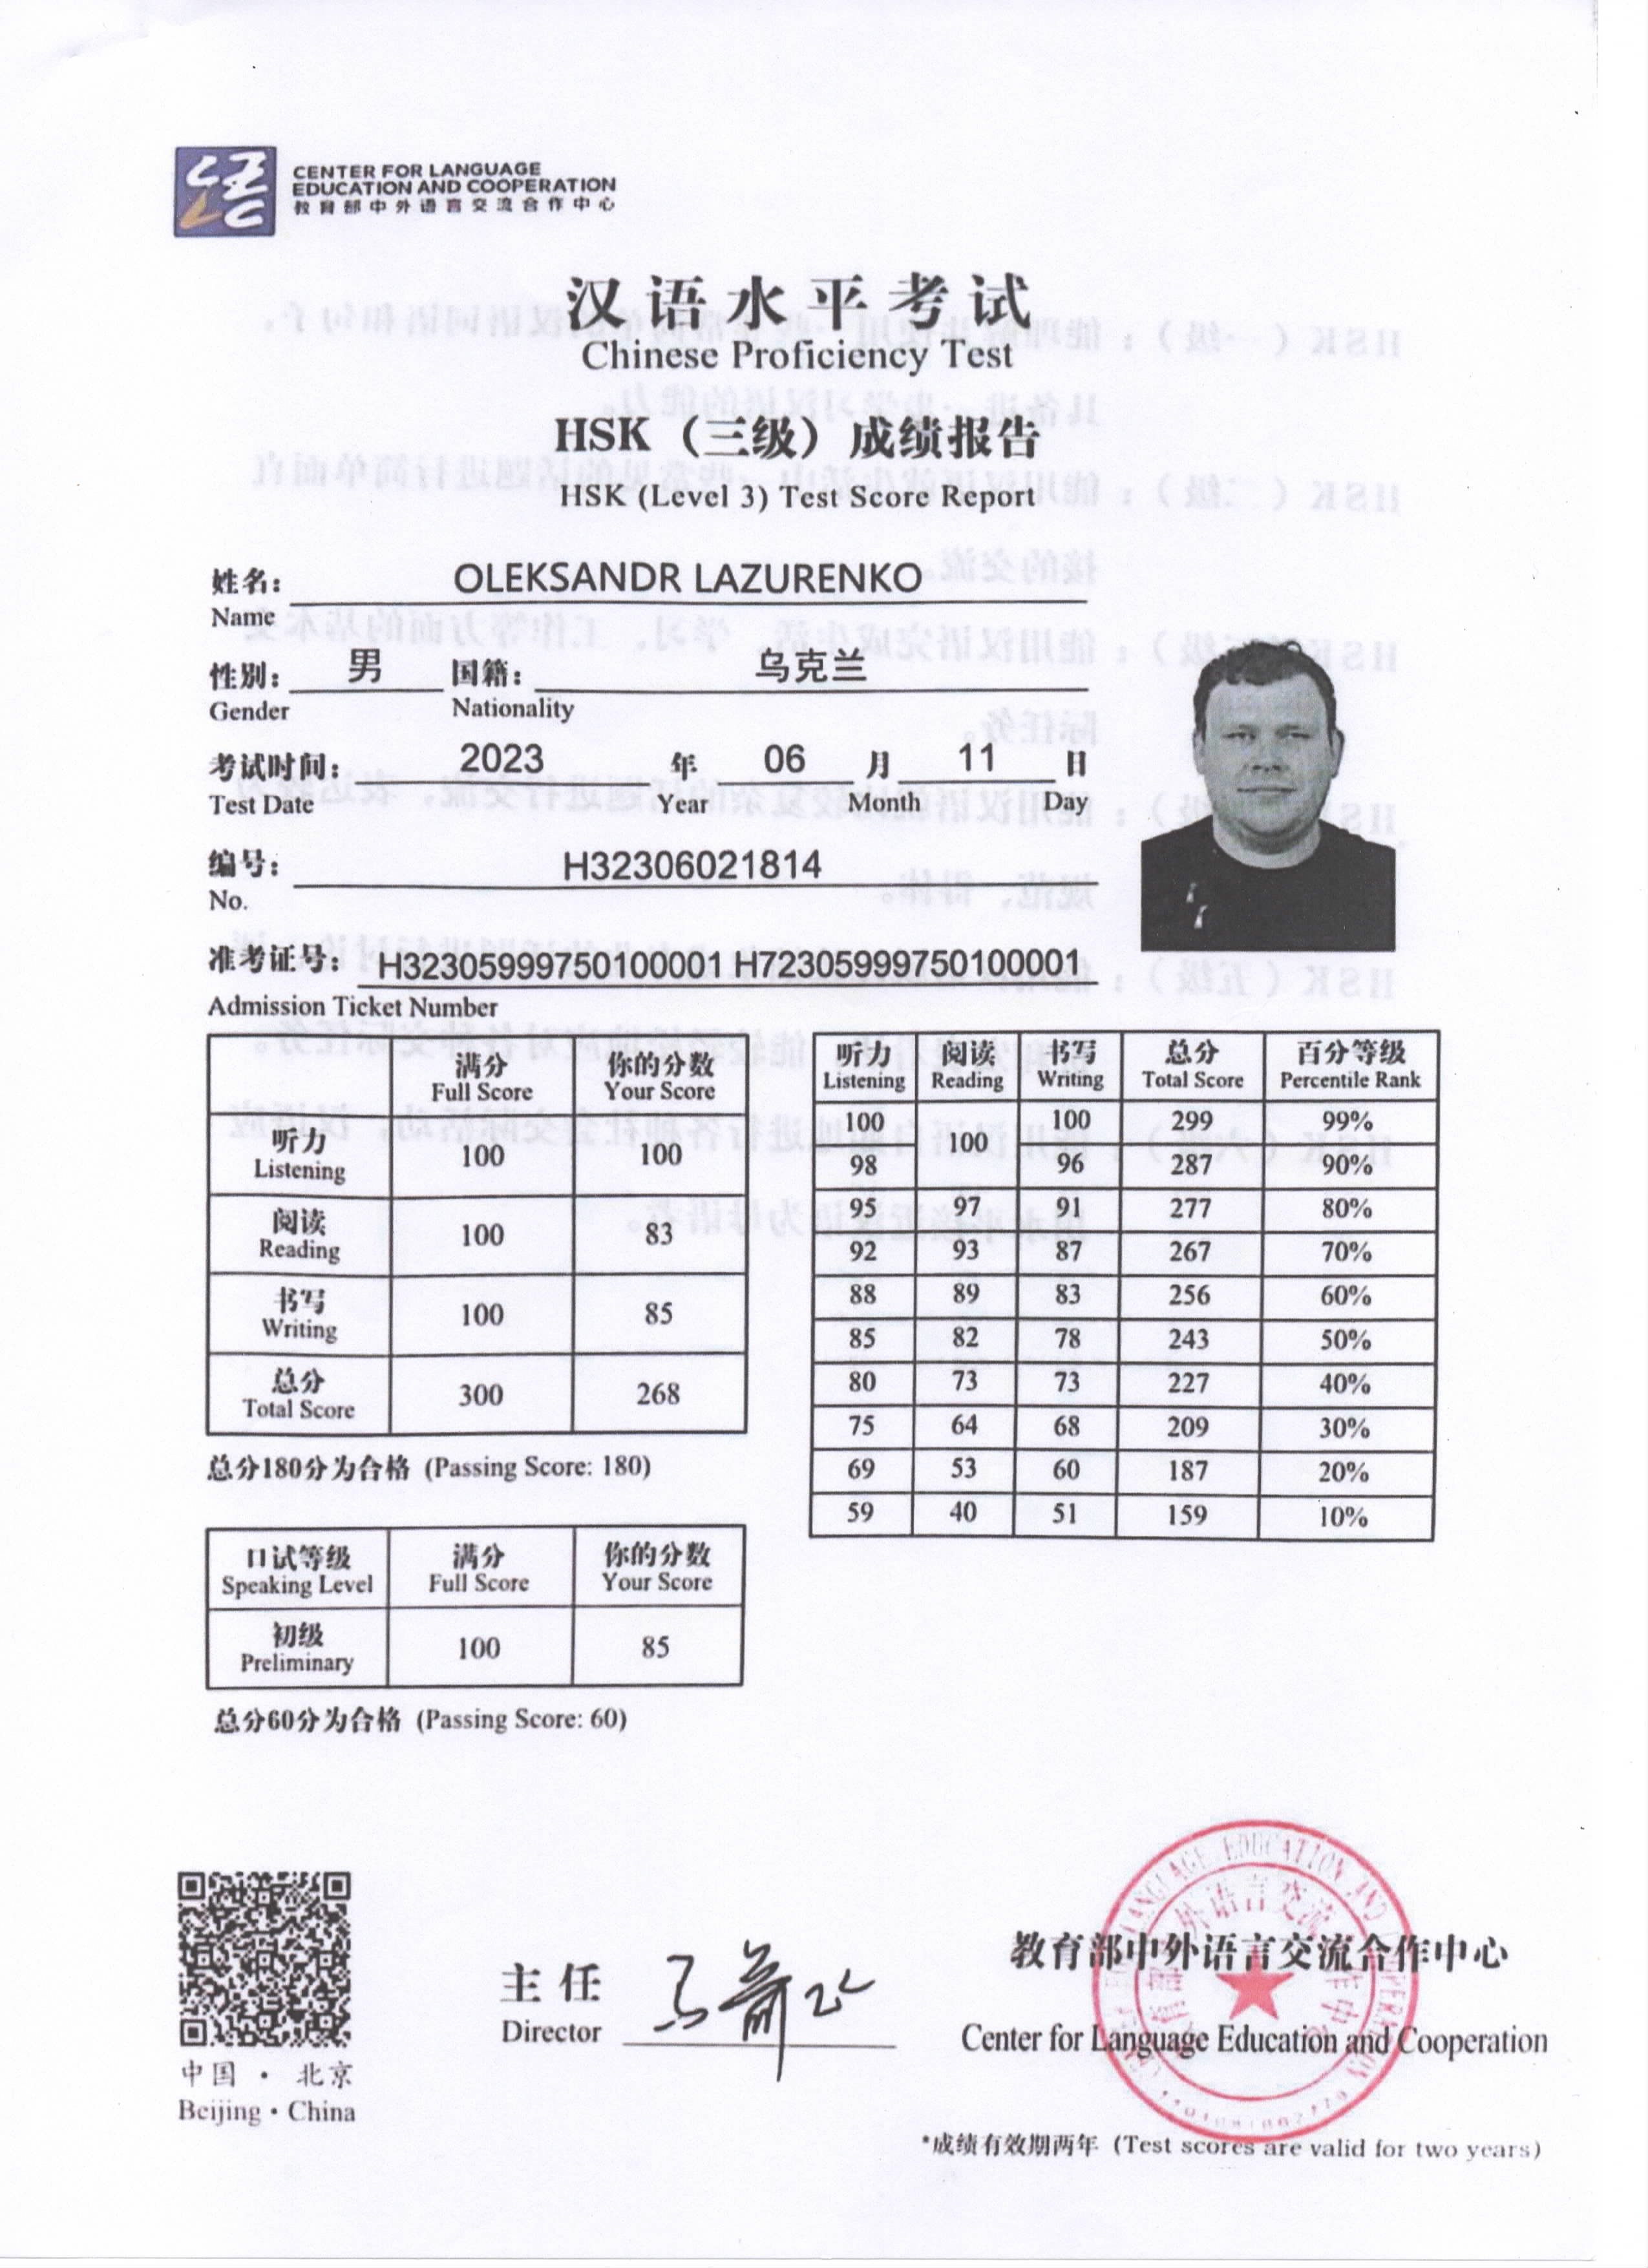 CENTER FOR LANGUAGE
EDUCATION AND COOPERATION
教育部中外语言交流合作中心
汉语水平考试
Chinese Proficiency Test
HSK（三级）成绩报告
HSK (Level 3) Test Score Report
姓名： OLEKSANDR LAZURENKO
Name
性别： 男 国籍： 乌克兰
Gender Nationality
考试时间： 2023 年 06 月 11 日
Test Date Year Month Day
编号： H32306021814
No.
准考证号： H32305999750100001 H72305999750100001
Admission Ticket Number
满分 你的分数
Full Score Your Score
听力
Listening 100 100
阅读
Reading 100 83
书写
Writing 100 85
总分
Total Score 300 268
总分180分为合格 (Passing Score: 180)
口试等级 满分 你的分数
Speaking Level Full Score Your Score
初级
Preliminary 100 85
总分60分为合格 (Passing Score: 60)
听力 阅读 书写 总分 百分等级
Listening Reading Writing Total Score Percentile Rank
100 100 100 299 99%
98 96 287 90%
95 97 91 277 80%
92 93 87 267 70%
88 89 83 256 60%
85 82 78 243 50%
80 73 73 227 40%
75 64 68 209 30%
69 53 60 187 20%
59 40 51 159 10%
中国 · 北京
Beijing · China
主任
Director
教育部中外语言交流合作中心
Center for Language Education and Cooperation
*成绩有效期两年 (Test scores are valid for two years)